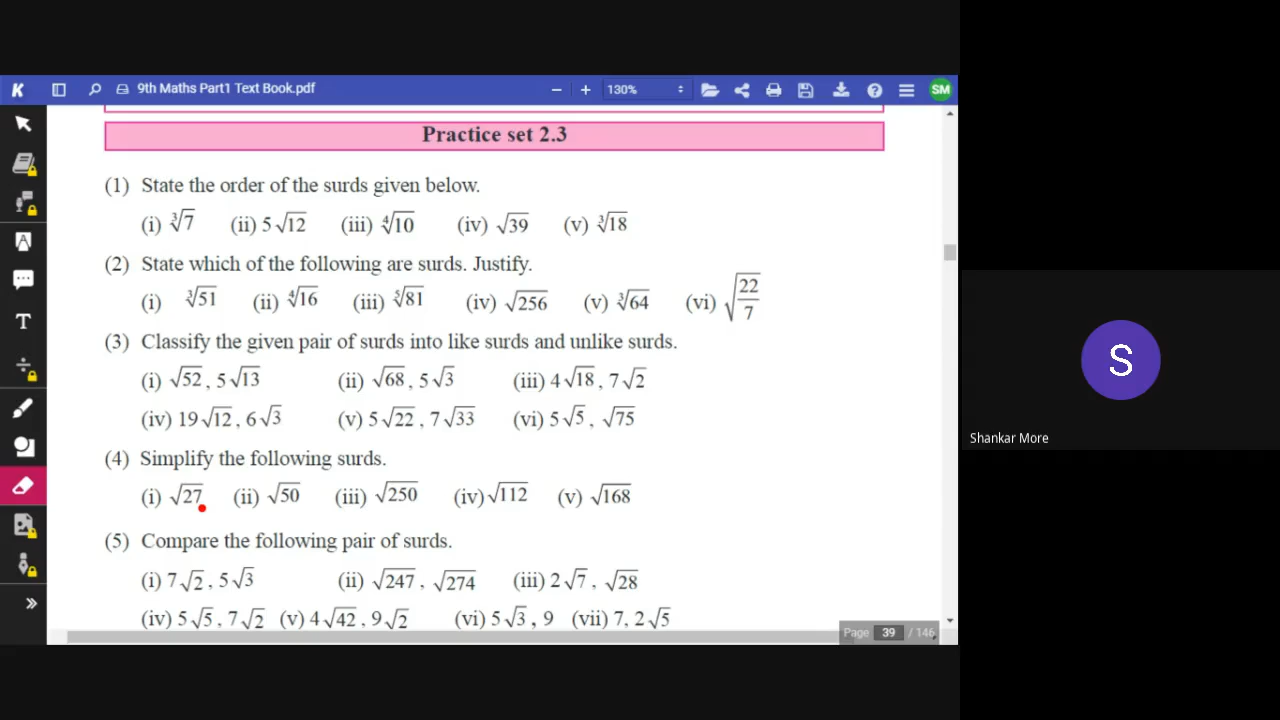 K 9th Maths Part1 Text Book.pdf − + 130% SM
Practice set 2.3
(1) State the order of the surds given below.
(i) ∛7 (ii) 5√12 (iii) ∜10 (iv) √39 (v) ∛18
(2) State which of the following are surds. Justify.
(i) ∛51 (ii) ∜16 (iii) ⁵√81 (iv) √256 (v) ∛64 (vi) √(22/7)
(3) Classify the given pair of surds into like surds and unlike surds.
(i) √52 , 5√13 (ii) √68 , 5√3 (iii) 4√18 , 7√2
(iv) 19√12 , 6√3 (v) 5√22 , 7√33 (vi) 5√5 , √75
(4) Simplify the following surds.
(i) √27 (ii) √50 (iii) √250 (iv) √112 (v) √168
(5) Compare the following pair of surds.
(i) 7√2 , 5√3 (ii) √247 , √274 (iii) 2√7 , √28
(iv) 5√5 , 7√2 (v) 4√42 , 9√2 (vi) 5√3 , 9 (vii) 7, 2√5
Page 39 / 146
S
Shankar More